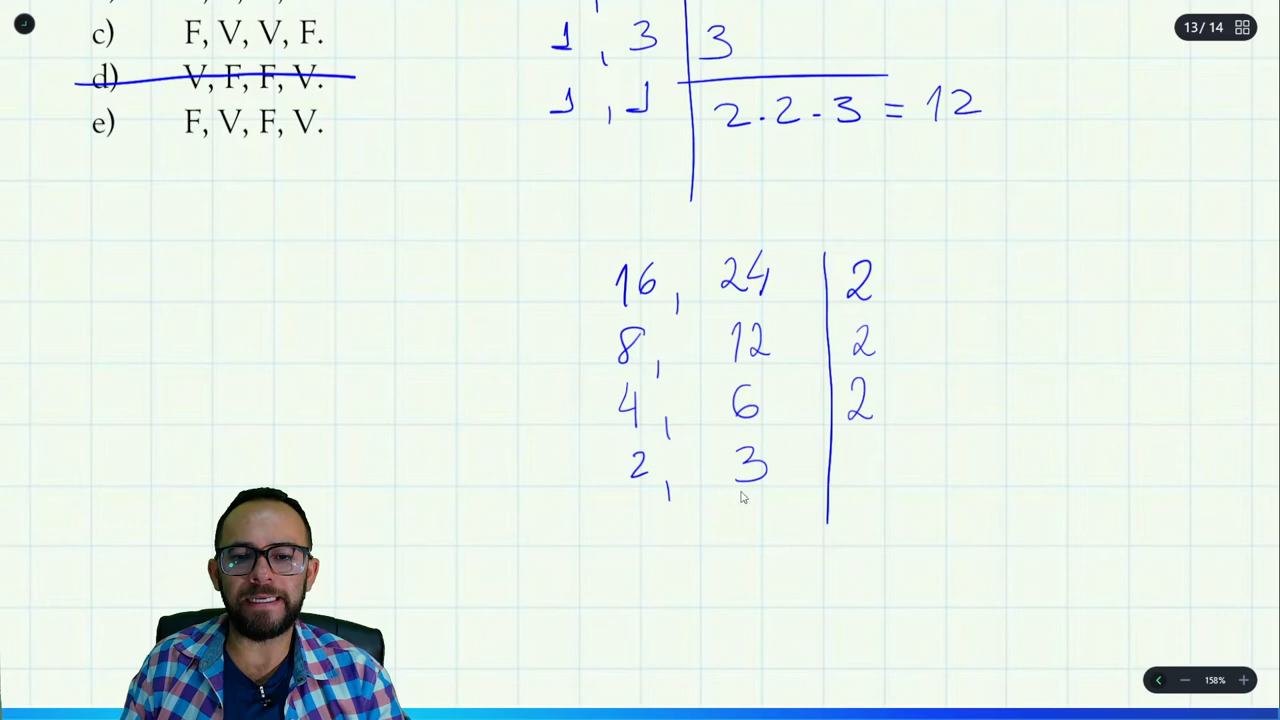 13/ 14
c) F, V, V, F.
d) V, F, F, V.
e) F, V, F, V.
1 , 3 | 3
1 , 1 | 2 . 2 . 3 = 12
16 , 24 | 2
8 , 12 | 2
4 , 6 | 2
2 , 3
158%